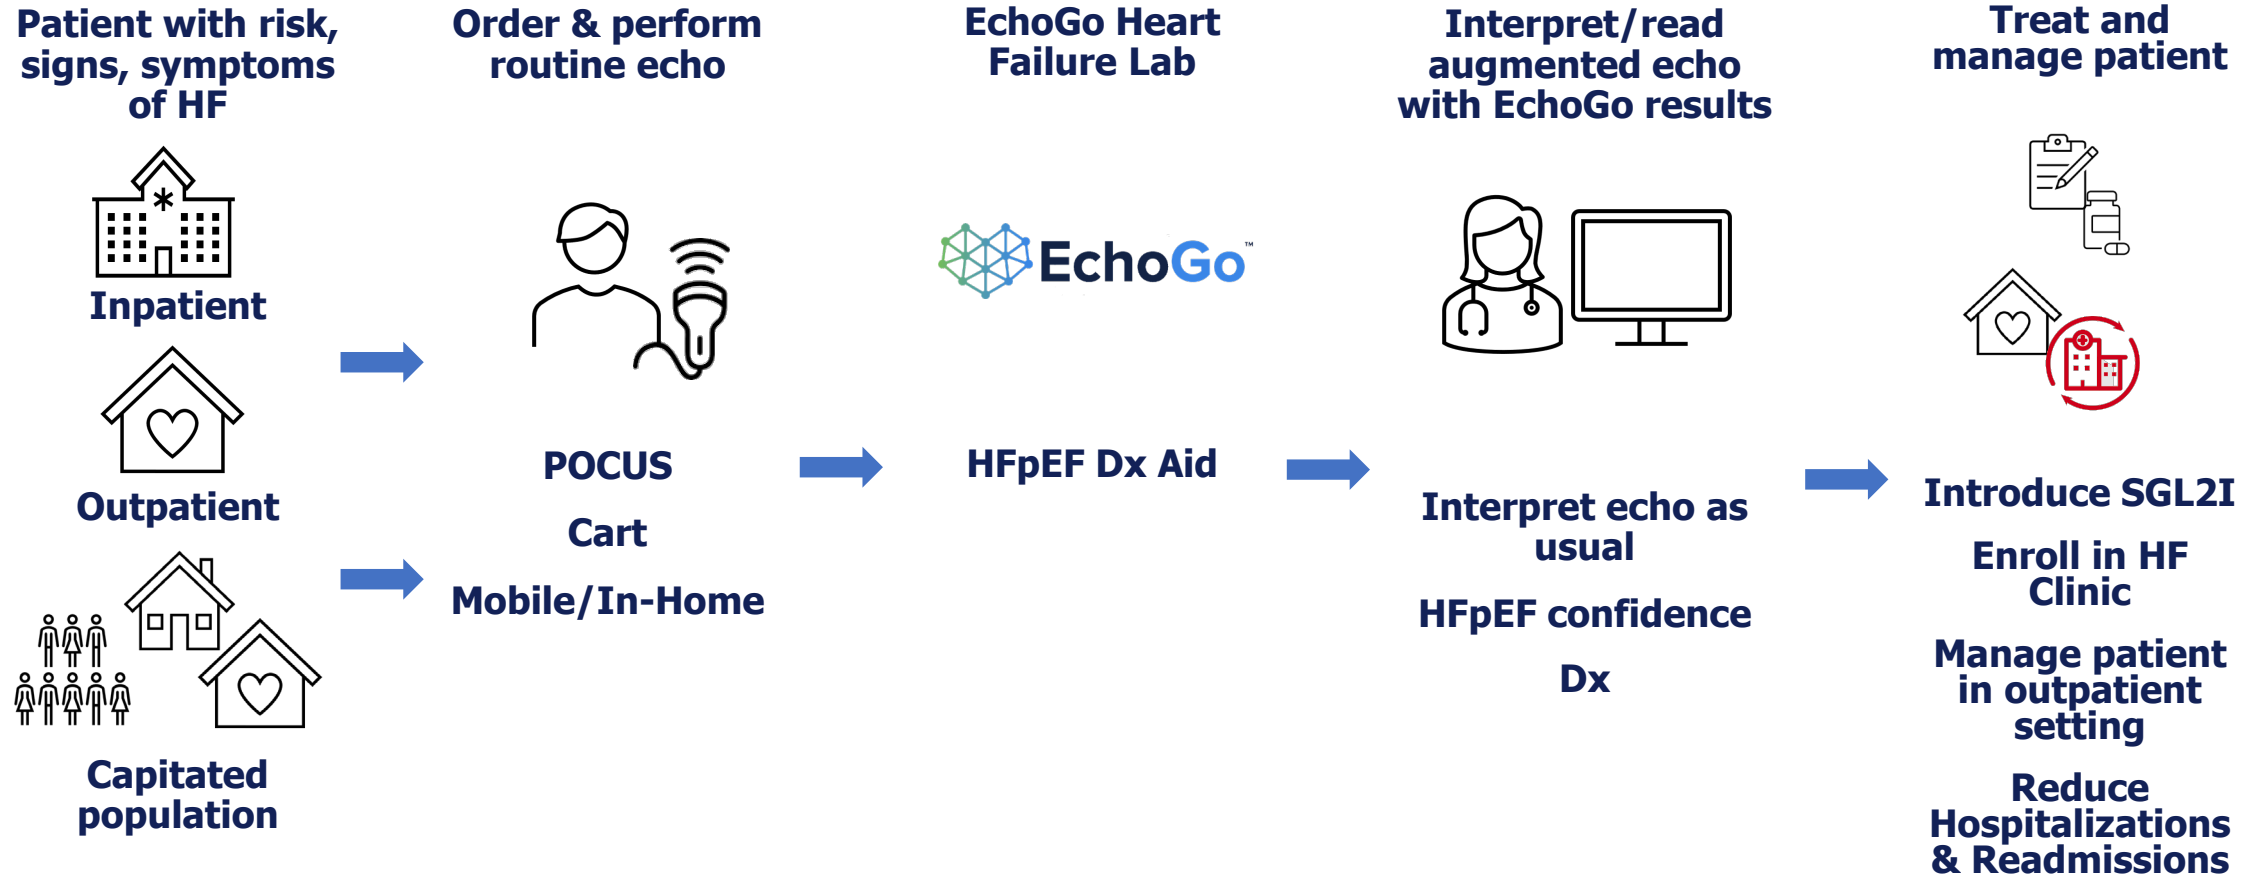 Patient with risk,
signs, symptoms
of HF
Inpatient
Outpatient
Capitated
population
Order & perform
routine echo
POCUS
Cart
Mobile/In-Home
EchoGo Heart
Failure Lab
EchoGo™
HFpEF Dx Aid
Interpret/read
augmented echo
with EchoGo results
Interpret echo as
usual
HFpEF confidence
Dx
Treat and
manage patient
Introduce SGL2I
Enroll in HF
Clinic
Manage patient
in outpatient
setting
Reduce
Hospitalizations
& Readmissions